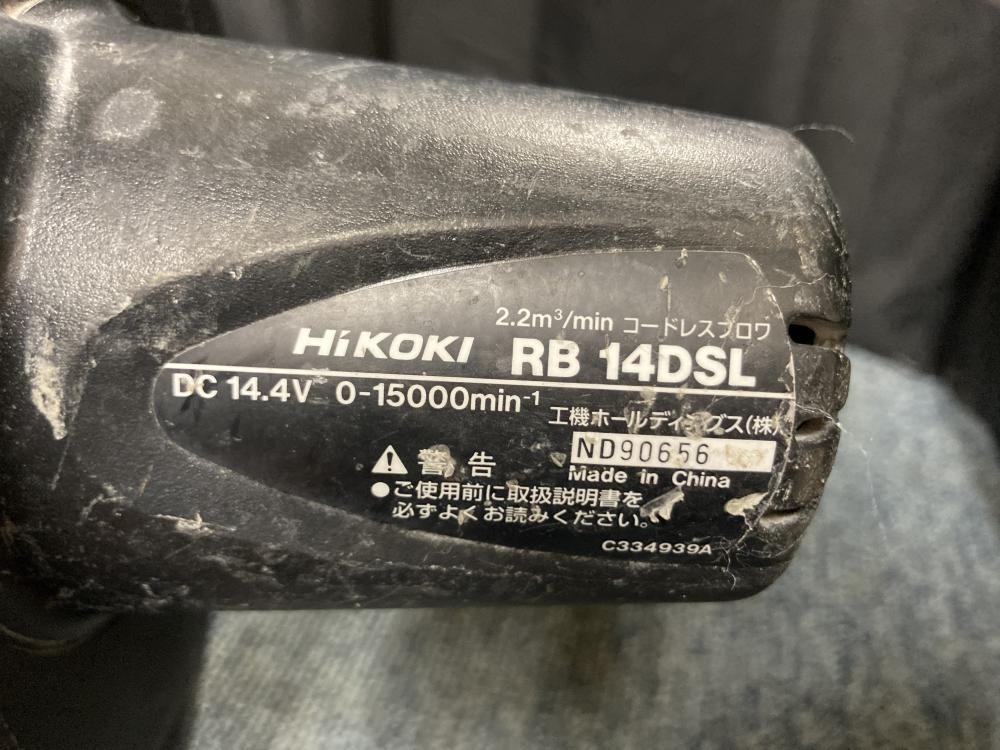 2.2m³/min コードレスブロワ
HiKOKI RB 14DSL
DC 14.4V 0-15000min⁻¹
工機ホールディングス(株)
ND90656
Made in China
⚠警告
●ご使用前に取扱説明書を
必ずよくお読みください。
C334939A